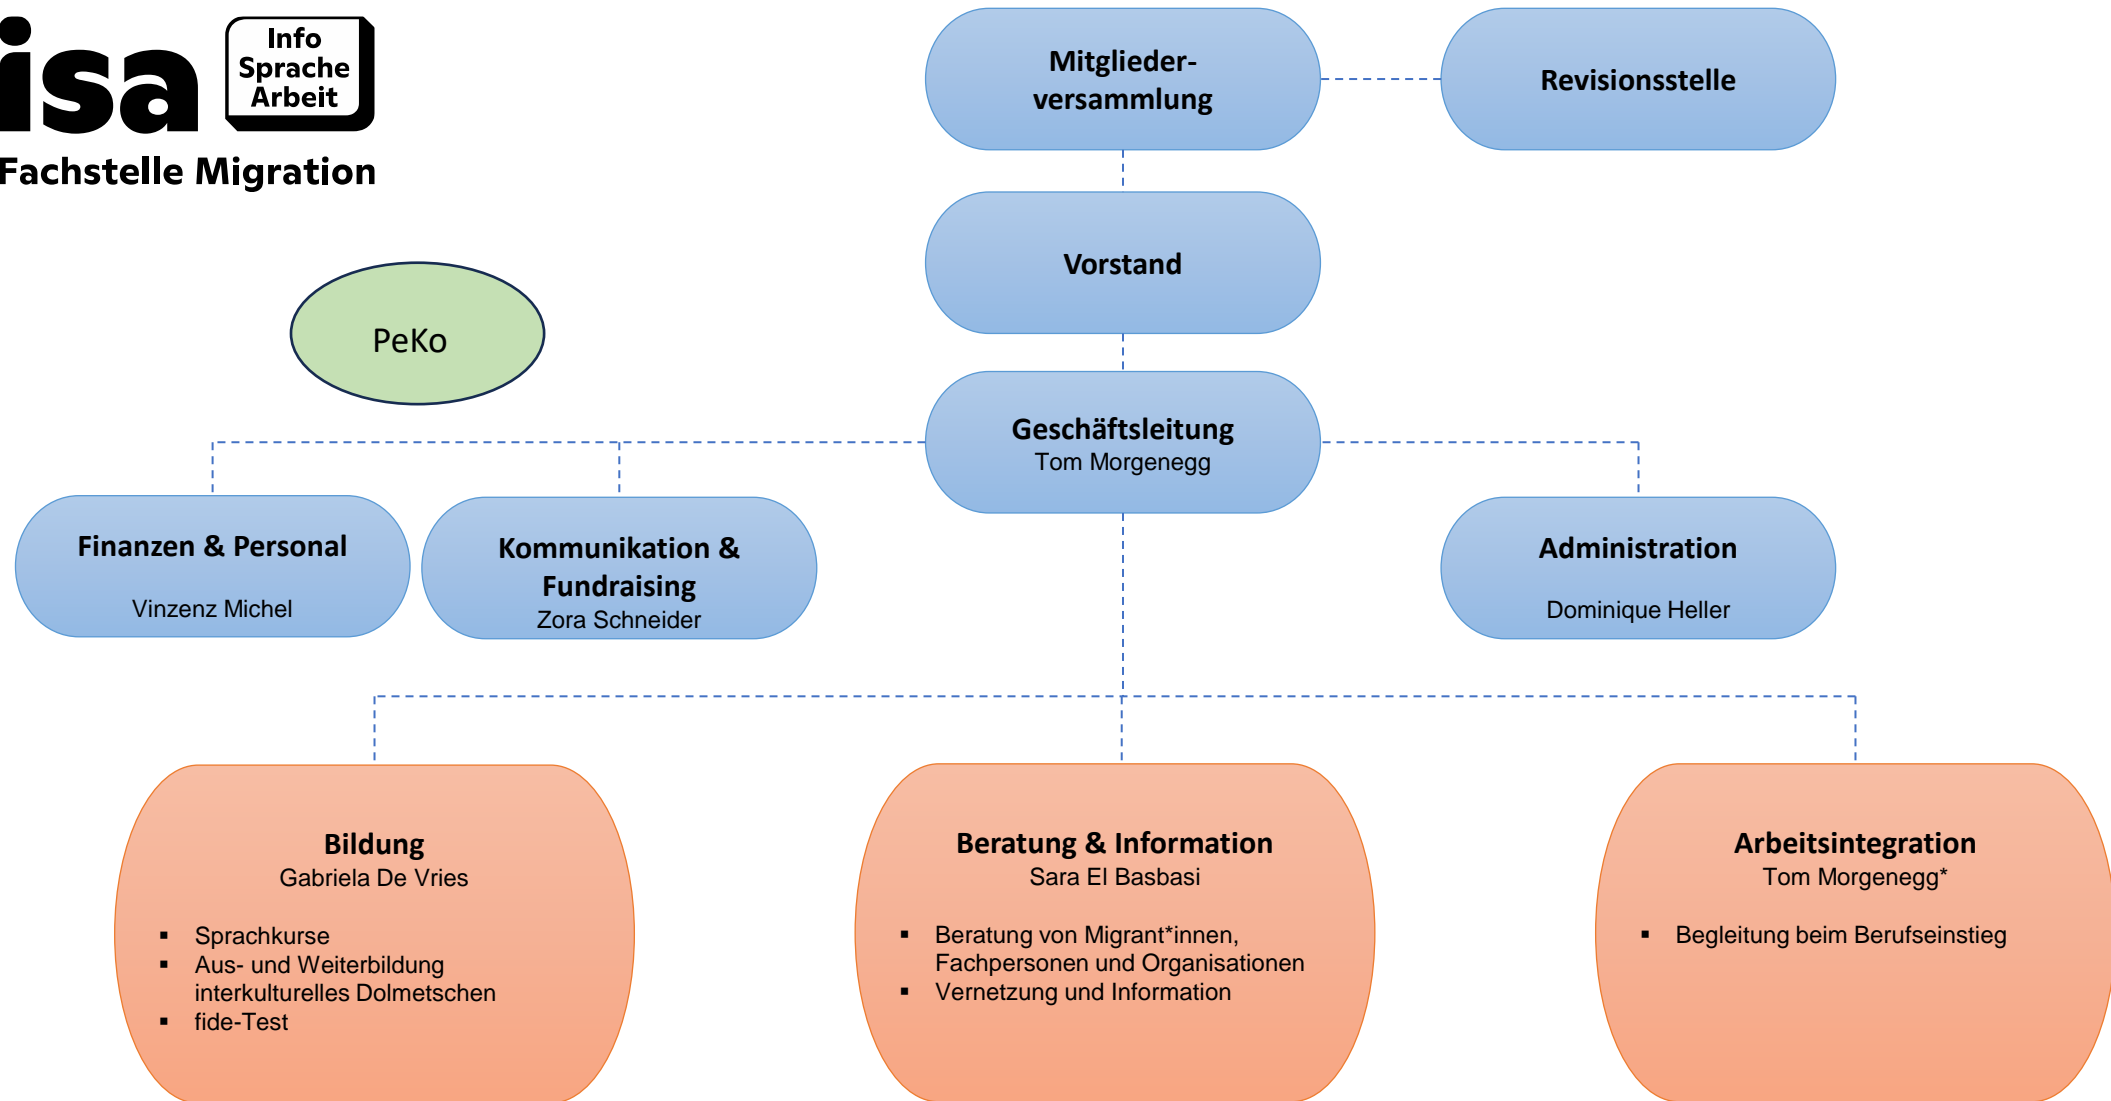 isa
Info
Sprache
Arbeit
Fachstelle Migration
Mitglieder-
versammlung
Revisionsstelle
Vorstand
PeKo
Geschäftsleitung
Tom Morgenegg
Finanzen & Personal
Vinzenz Michel
Kommunikation &
Fundraising
Zora Schneider
Administration
Dominique Heller
Bildung
Gabriela De Vries
▪ Sprachkurse
▪ Aus- und Weiterbildung
interkulturelles Dolmetschen
▪ fide-Test
Beratung & Information
Sara El Basbasi
▪ Beratung von Migrant*innen,
Fachpersonen und Organisationen
▪ Vernetzung und Information
Arbeitsintegration
Tom Morgenegg*
▪ Begleitung beim Berufseinstieg